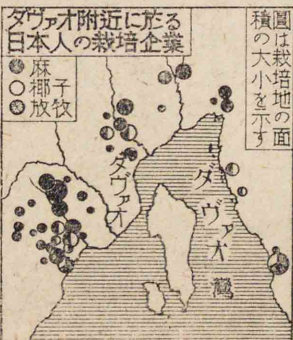 ダヴァオ附近に於る
日本人の栽培企業
圓は栽培地の面
積の大小を示す
麻
椰子
放牧
ダヴァオ
ダヴァオ灣